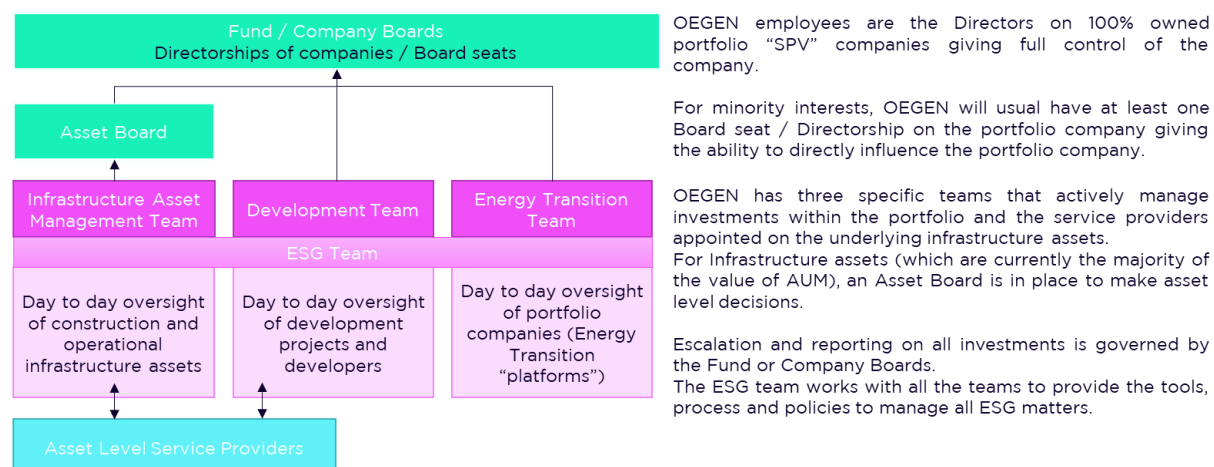 Fund / Company Boards
Directorships of companies / Board seats
Asset Board
Infrastructure Asset
Management Team
Development Team
Energy Transition
Team
ESG Team
Day to day oversight
of construction and
operational
infrastructure assets
Day to day oversight
of development
projects and
developers
Day to day oversight
of portfolio
companies (Energy
Transition
“platforms”)
Asset Level Service Providers
OEGEN employees are the Directors on 100% owned
portfolio “SPV” companies giving full control of the
company.
For minority interests, OEGEN will usual have at least one
Board seat / Directorship on the portfolio company giving
the ability to directly influence the portfolio company.
OEGEN has three specific teams that actively manage
investments within the portfolio and the service providers
appointed on the underlying infrastructure assets.
For Infrastructure assets (which are currently the majority of
the value of AUM), an Asset Board is in place to make asset
level decisions.
Escalation and reporting on all investments is governed by
the Fund or Company Boards.
The ESG team works with all the teams to provide the tools,
process and policies to manage all ESG matters.